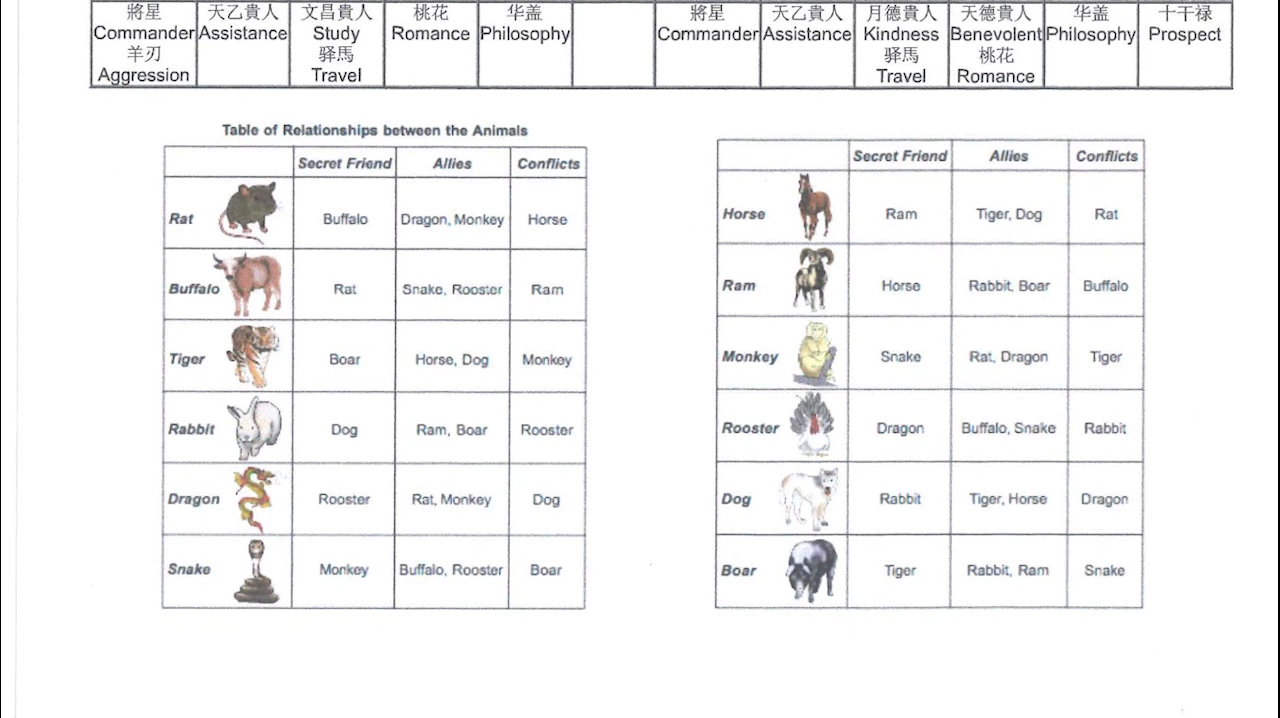 將星 天乙貴人 文昌貴人 桃花 华盖 將星 天乙貴人 月德貴人 天德貴人 华盖 十干禄
Commander Assistance Study Romance Philosophy Commander Assistance Kindness Benevolent Philosophy Prospect
羊刃 驿馬 驿馬 桃花
Aggression Travel Travel Romance
Table of Relationships between the Animals
Secret Friend Allies Conflicts
Rat Buffalo Dragon, Monkey Horse
Buffalo Rat Snake, Rooster Ram
Tiger Boar Horse, Dog Monkey
Rabbit Dog Ram, Boar Rooster
Dragon Rooster Rat, Monkey Dog
Snake Monkey Buffalo, Rooster Boar
Secret Friend Allies Conflicts
Horse Ram Tiger, Dog Rat
Ram Horse Rabbit, Boar Buffalo
Monkey Snake Rat, Dragon Tiger
Rooster Dragon Buffalo, Snake Rabbit
Dog Rabbit Tiger, Horse Dragon
Boar Tiger Rabbit, Ram Snake